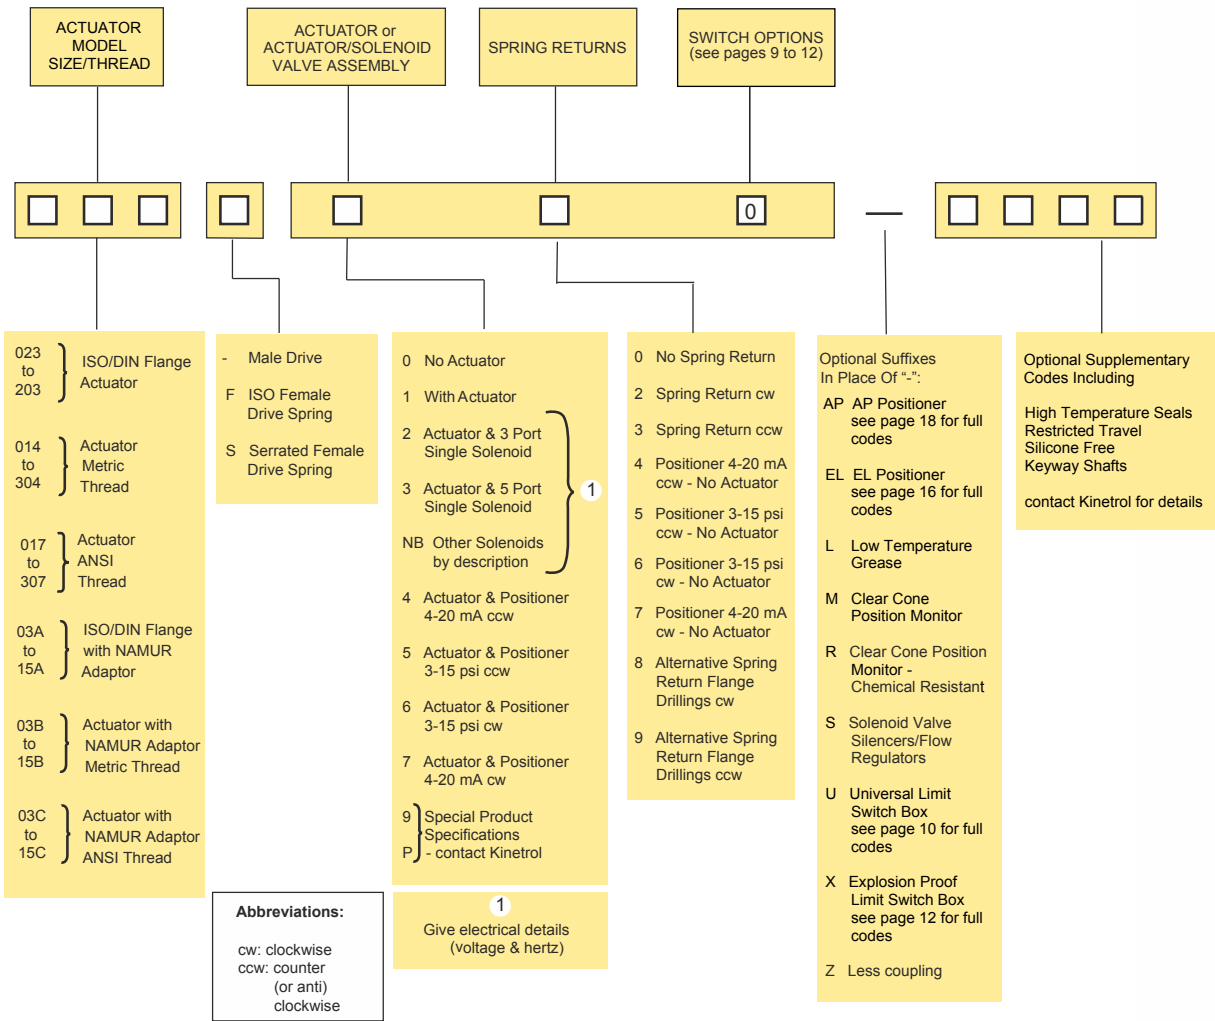 ACTUATOR
MODEL
SIZE/THREAD
ACTUATOR or
ACTUATOR/SOLENOID
VALVE ASSEMBLY
SPRING RETURNS
SWITCH OPTIONS
(see pages 9 to 12)
0
—
023
to
203
ISO/DIN Flange
Actuator
014
to
304
Actuator
Metric
Thread
017
to
307
Actuator
ANSI
Thread
03A
to
15A
ISO/DIN Flange
with NAMUR
Adaptor
03B
to
15B
Actuator with
NAMUR Adaptor
Metric Thread
03C
to
15C
Actuator with
NAMUR Adaptor
ANSI Thread
- Male Drive
F ISO Female
Drive Spring
S Serrated Female
Drive Spring
0 No Actuator
1 With Actuator
2 Actuator & 3 Port
Single Solenoid
3 Actuator & 5 Port
Single Solenoid
NB Other Solenoids
by description
1
4 Actuator & Positioner
4-20 mA ccw
5 Actuator & Positioner
3-15 psi ccw
6 Actuator & Positioner
3-15 psi cw
7 Actuator & Positioner
4-20 mA cw
9 Special Product
Specifications
P - contact Kinetrol
1
Give electrical details
(voltage & hertz)
Abbreviations:
cw: clockwise
ccw: counter
(or anti)
clockwise
0 No Spring Return
2 Spring Return cw
3 Spring Return ccw
4 Positioner 4-20 mA
ccw - No Actuator
5 Positioner 3-15 psi
ccw - No Actuator
6 Positioner 3-15 psi
cw - No Actuator
7 Positioner 4-20 mA
cw - No Actuator
8 Alternative Spring
Return Flange
Drillings cw
9 Alternative Spring
Return Flange
Drillings ccw
Optional Suffixes
In Place Of “-”:
AP AP Positioner
see page 18 for full
codes
EL EL Positioner
see page 16 for full
codes
L Low Temperature
Grease
M Clear Cone
Position Monitor
R Clear Cone Position
Monitor -
Chemical Resistant
S Solenoid Valve
Silencers/Flow
Regulators
U Universal Limit
Switch Box
see page 10 for full
codes
X Explosion Proof
Limit Switch Box
see page 12 for full
codes
Z Less coupling
Optional Supplementary
Codes Including
High Temperature Seals
Restricted Travel
Silicone Free
Keyway Shafts
contact Kinetrol for details